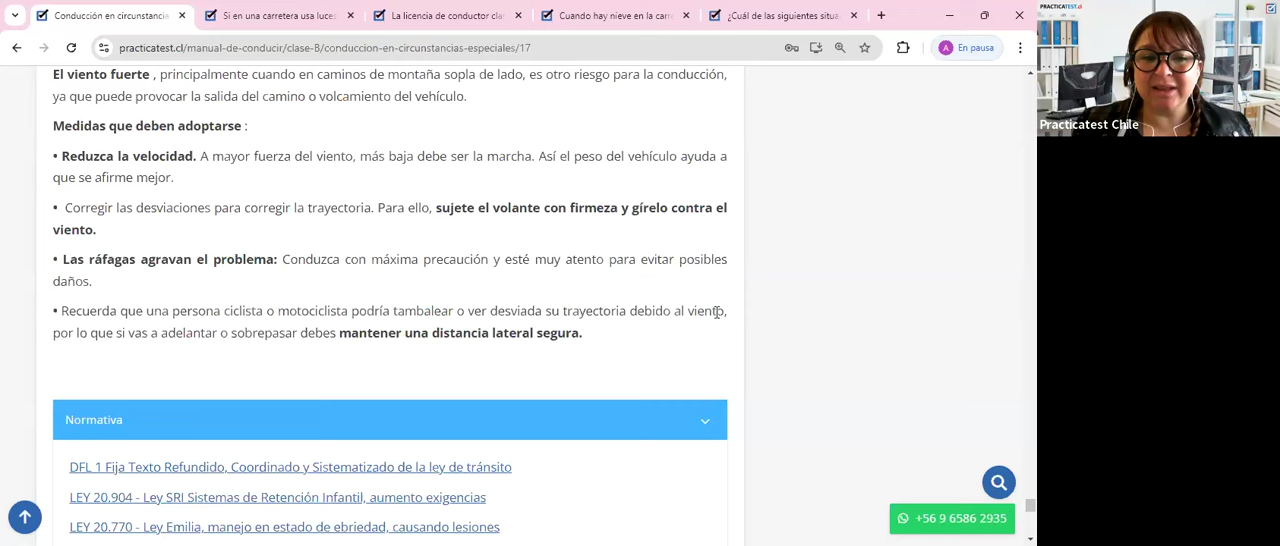 Conducción en circunstancia
Si en una carretera usa luces
La licencia de conductor clas
Cuando hay nieve en la carre
¿Cuál de las siguientes situa
practicatest.cl/manual-de-conducir/clase-B/conduccion-en-circunstancias-especiales/17
A En pausa
PRACTICATEST.CL
Practicatest Chile
El viento fuerte , principalmente cuando en caminos de montaña sopla de lado, es otro riesgo para la conducción,
ya que puede provocar la salida del camino o volcamiento del vehículo.
Medidas que deben adoptarse :
• Reduzca la velocidad. A mayor fuerza del viento, más baja debe ser la marcha. Así el peso del vehículo ayuda a
que se afirme mejor.
• Corregir las desviaciones para corregir la trayectoria. Para ello, sujete el volante con firmeza y gírelo contra el
viento.
• Las ráfagas agravan el problema: Conduzca con máxima precaución y esté muy atento para evitar posibles
daños.
• Recuerda que una persona ciclista o motociclista podría tambalear o ver desviada su trayectoria debido al viento,
por lo que si vas a adelantar o sobrepasar debes mantener una distancia lateral segura.
Normativa
DFL 1 Fija Texto Refundido, Coordinado y Sistematizado de la ley de tránsito
LEY 20.904 - Ley SRI Sistemas de Retención Infantil, aumento exigencias
LEY 20.770 - Ley Emilia, manejo en estado de ebriedad, causando lesiones
+56 9 6586 2935